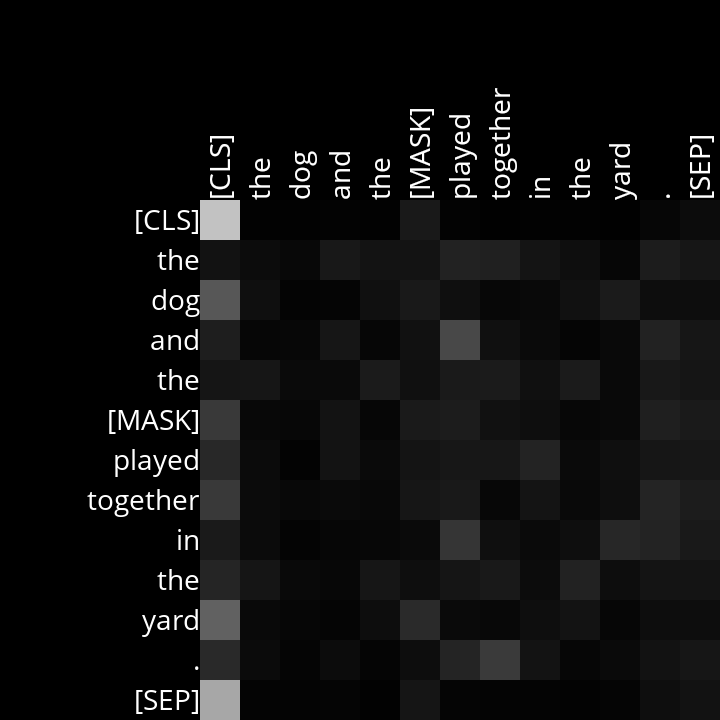 [CLS] the dog and the [MASK] played together in the yard . [SEP]
[CLS]
the
dog
and
the
[MASK]
played
together
in
the
yard
.
[SEP]